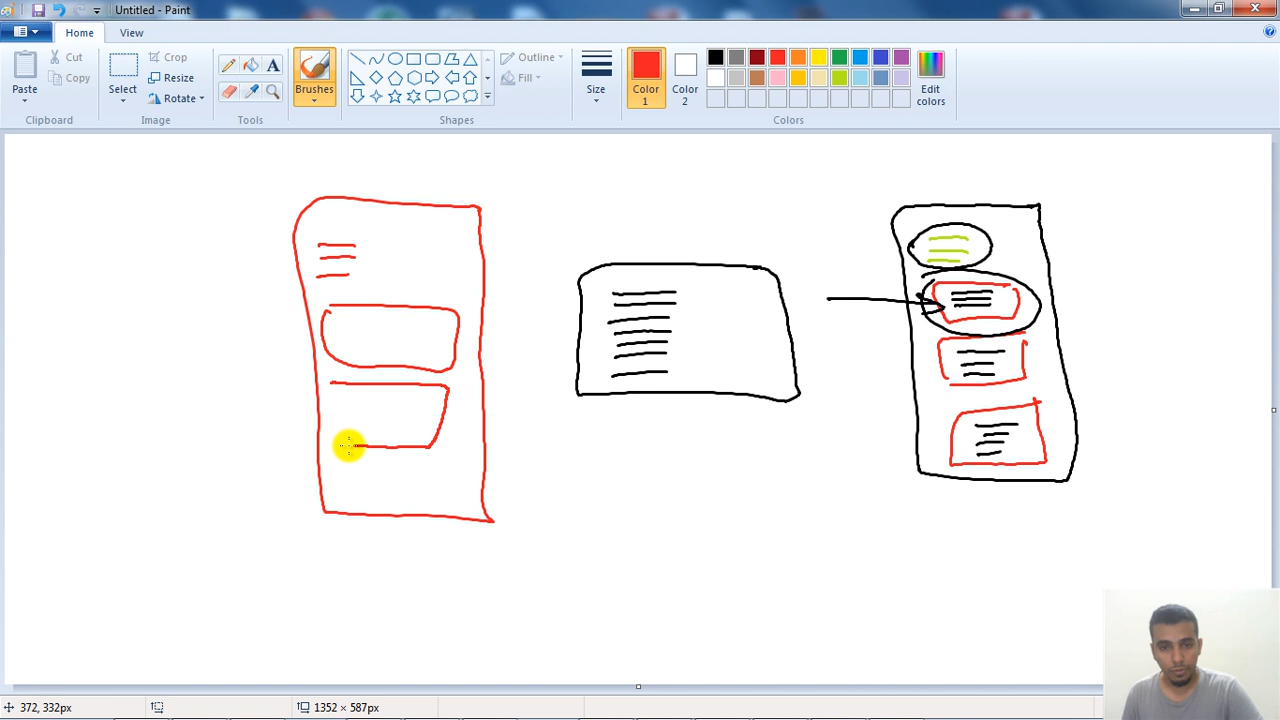 Untitled - Paint
Home View
Paste
Cut
Copy
Clipboard
Select
Crop
Resize
Rotate
Image
Tools
Brushes
Outline
Fill
Shapes
Size
Color 1
Color 2
Edit colors
Colors
372, 332px
1352 × 587px